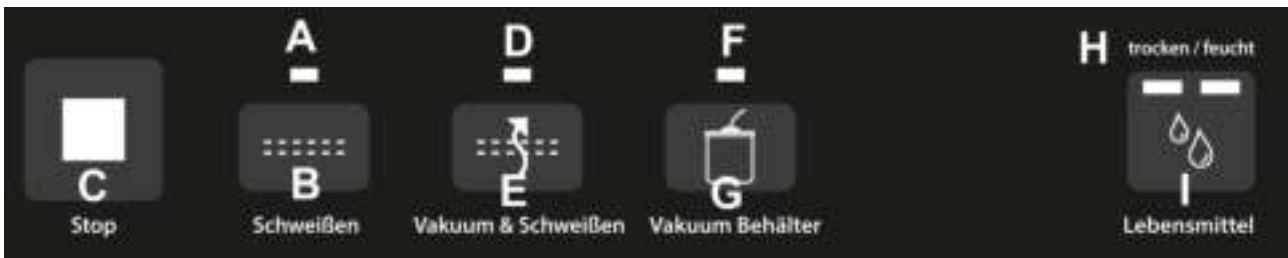 A D F H trocken / feucht
C B E G I
Stop Schweißen Vakuum & Schweißen Vakuum Behälter Lebensmittel